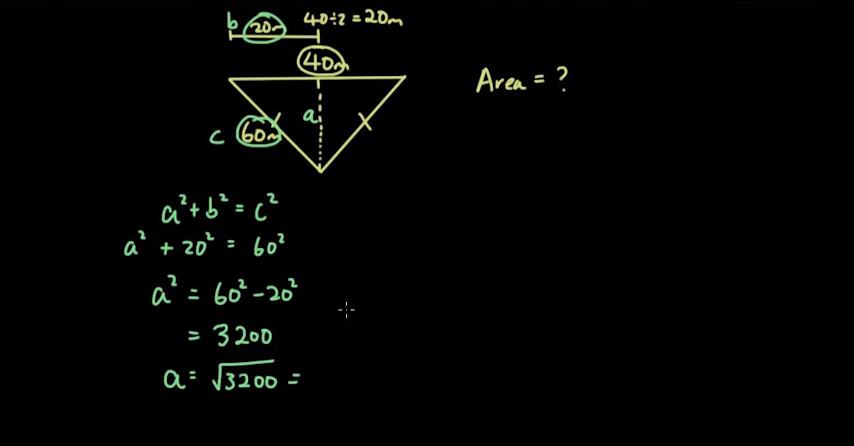 b 20m 40÷2=20m
40m
Area = ?
a
c 60m
a²+b²=c²
a² + 20² = 60²
a² = 60²-20²
= 3200
a= √3200 =